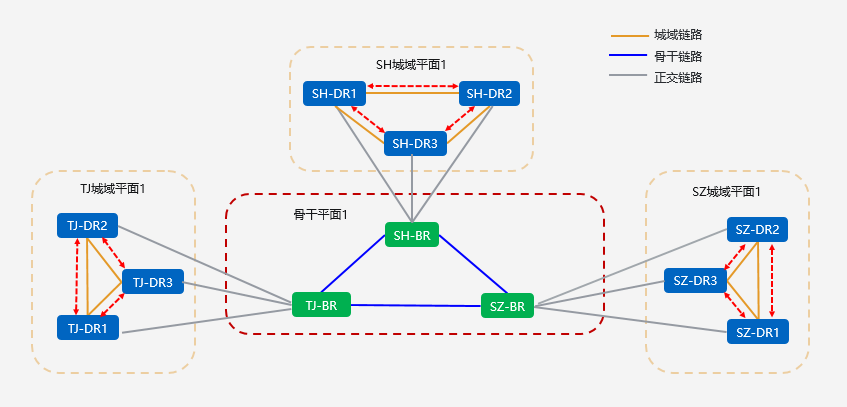 城域链路
骨干链路
正交链路
SH城域平面1
SH-DR1
SH-DR2
SH-DR3
TJ城域平面1
TJ-DR2
TJ-DR3
TJ-DR1
骨干平面1
SH-BR
TJ-BR
SZ-BR
SZ城域平面1
SZ-DR2
SZ-DR3
SZ-DR1